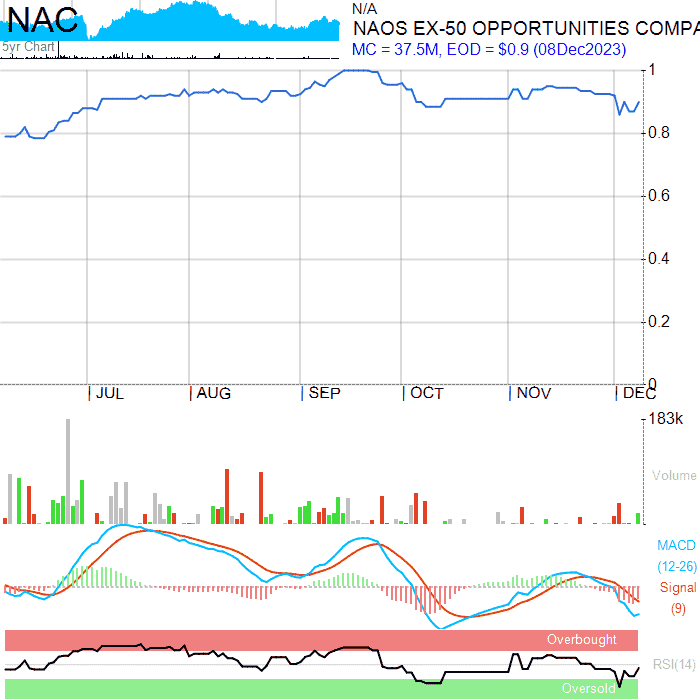 NAC
5yr Chart
N/A
NAOS EX-50 OPPORTUNITIES COMPA
MC = 37.5M, EOD = $0.9 (08Dec2023)
1
0.8
0.6
0.4
0.2
0
JUL AUG SEP OCT NOV DEC
183k
Volume
MACD
(12-26)
Signal
(9)
Overbought
RSI(14)
Oversold